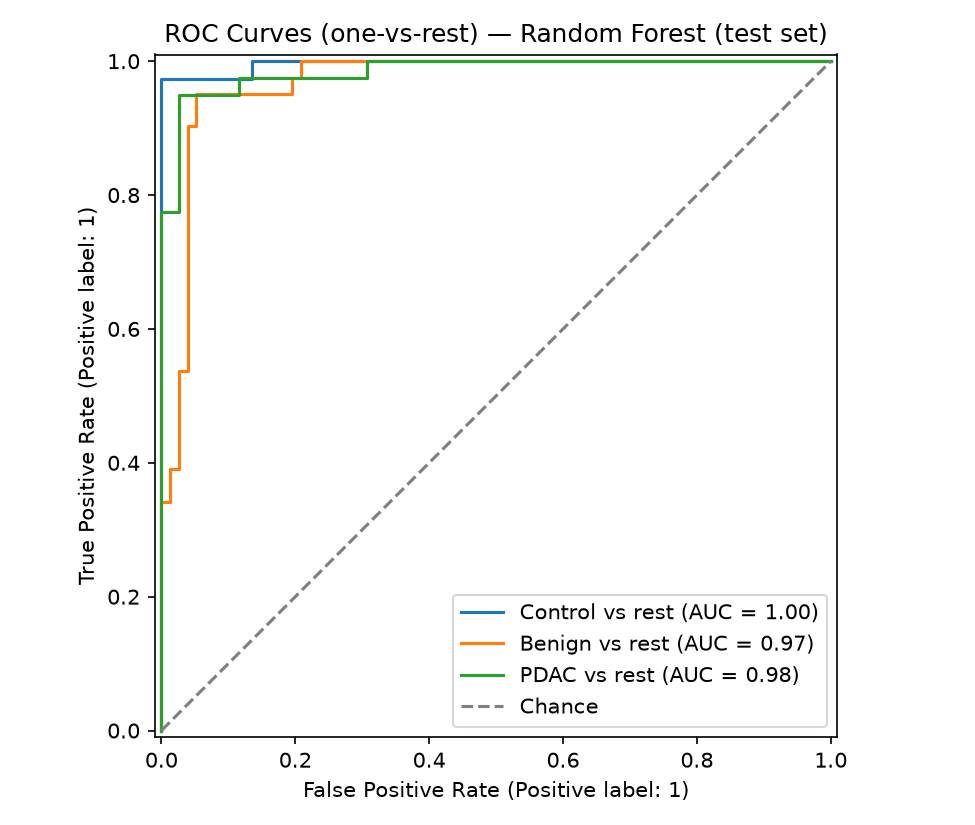 ROC Curves (one-vs-rest) — Random Forest (test set)
1.0
0.8
0.6
0.4
0.2
0.0
True Positive Rate (Positive label: 1)
Control vs rest (AUC = 1.00)
Benign vs rest (AUC = 0.97)
PDAC vs rest (AUC = 0.98)
Chance
0.0 0.2 0.4 0.6 0.8 1.0
False Positive Rate (Positive label: 1)